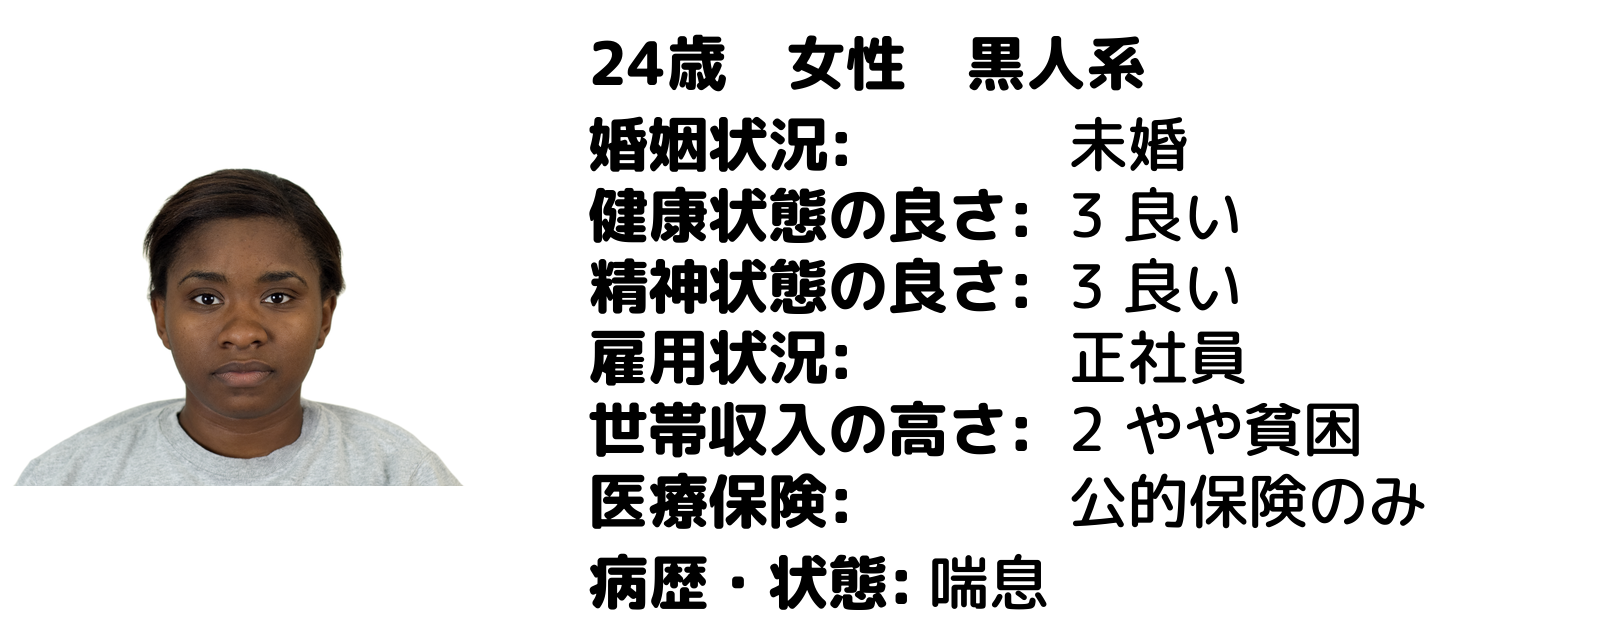 24歳　女性　黒人系
婚姻状況: 未婚
健康状態の良さ: 3 良い
精神状態の良さ: 3 良い
雇用状況: 正社員
世帯収入の高さ: 2 やや貧困
医療保険: 公的保険のみ
病歴・状態: 喘息